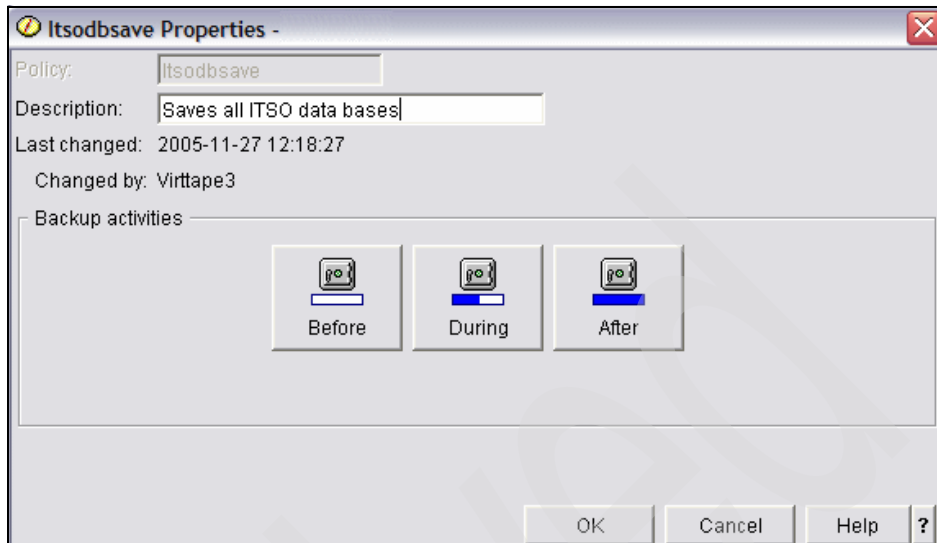 Itsodbsave Properties -
Policy: Itsodbsave
Description: Saves all ITSO data bases
Last changed: 2005-11-27 12:18:27
Changed by: Virttape3
Backup activities
Before During After
OK Cancel Help ?